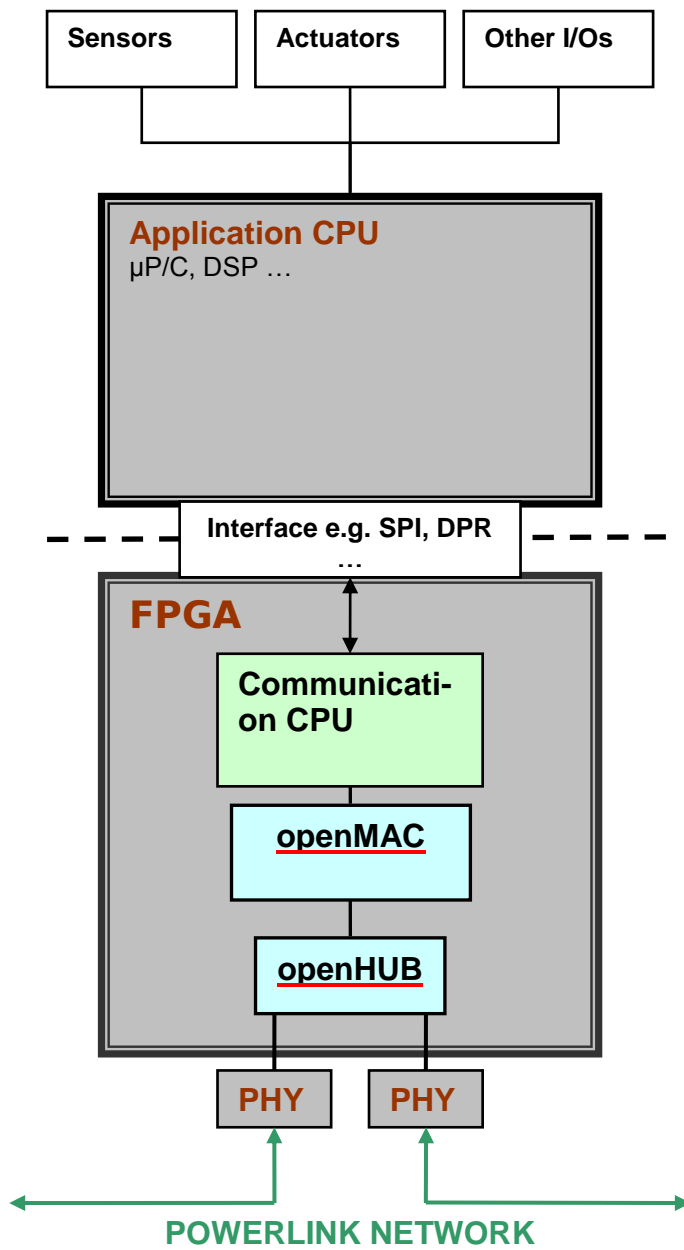 Sensors
Actuators
Other I/Os
Application CPU
µP/C, DSP …
Interface e.g. SPI, DPR
…
FPGA
Communicati-
on CPU
openMAC
openHUB
PHY
PHY
POWERLINK NETWORK